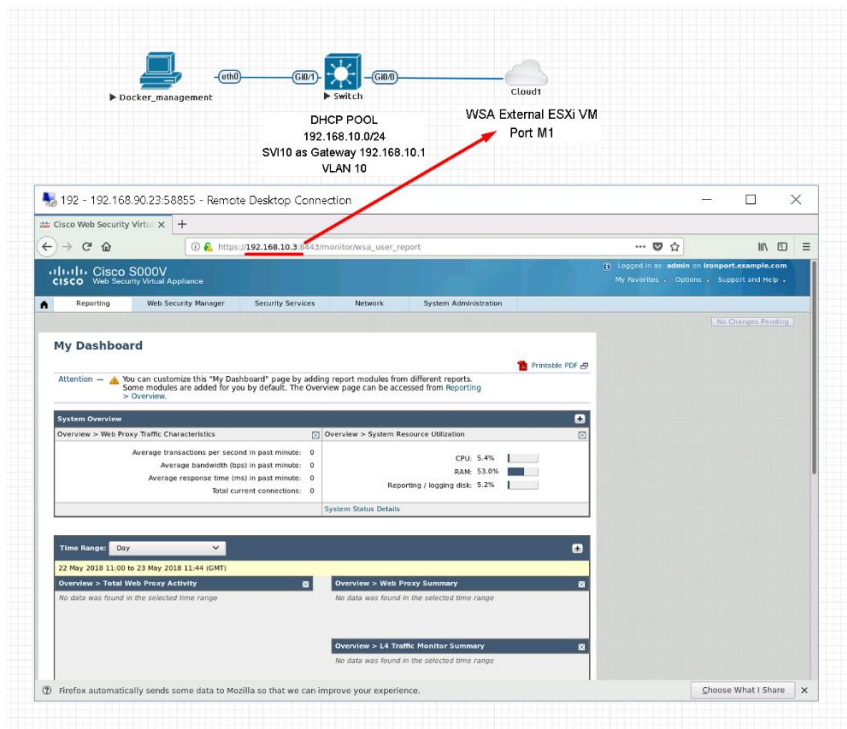 eth0
Gi0/1
Gi0/0
Docker_management
Switch
Cloud1
DHCP POOL
192.168.10.0/24
SVI10 as Gateway 192.168.10.1
VLAN 10
WSA External ESXi VM
Port M1
192 - 192.168.90.23:58855 - Remote Desktop Connection
Cisco Web Security Virtu
https://192.168.10.3:8443/monitor/wsa_user_report
Cisco S000V
CISCO Web Security Virtual Appliance
Logged in as: admin on ironport.example.com
My Favorites Options Support and Help
Reporting Web Security Manager Security Services Network System Administration
No Changes Pending
My Dashboard
Printable PDF
Attention — You can customize this "My Dashboard" page by adding report modules from different reports.
Some modules are added for you by default. The Overview page can be accessed from Reporting
> Overview.
System Overview
Overview > Web Proxy Traffic Characteristics
Average transactions per second in past minute: 0
Average bandwidth (bps) in past minute: 0
Average response time (ms) in past minute: 0
Total current connections: 0
Overview > System Resource Utilization
CPU: 5.4%
RAM: 53.0%
Reporting / logging disk: 5.2%
System Status Details
Time Range: Day
22 May 2018 11:00 to 23 May 2018 11:44 (GMT)
Overview > Total Web Proxy Activity
No data was found in the selected time range
Overview > Web Proxy Summary
No data was found in the selected time range
Overview > L4 Traffic Monitor Summary
No data was found in the selected time range
Firefox automatically sends some data to Mozilla so that we can improve your experience.
Choose What I Share